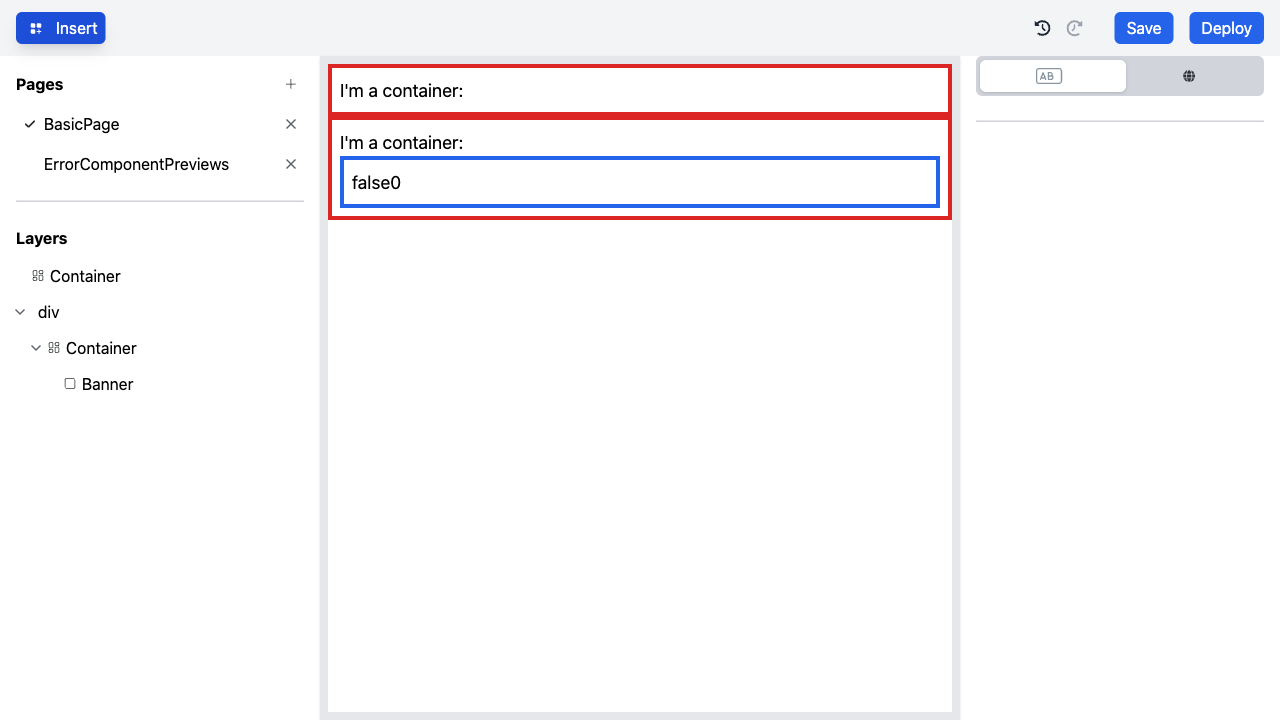 Insert
Save
Deploy
Pages
BasicPage
ErrorComponentPreviews
Layers
Container
div
Container
Banner
I'm a container:
I'm a container:
false0
AB